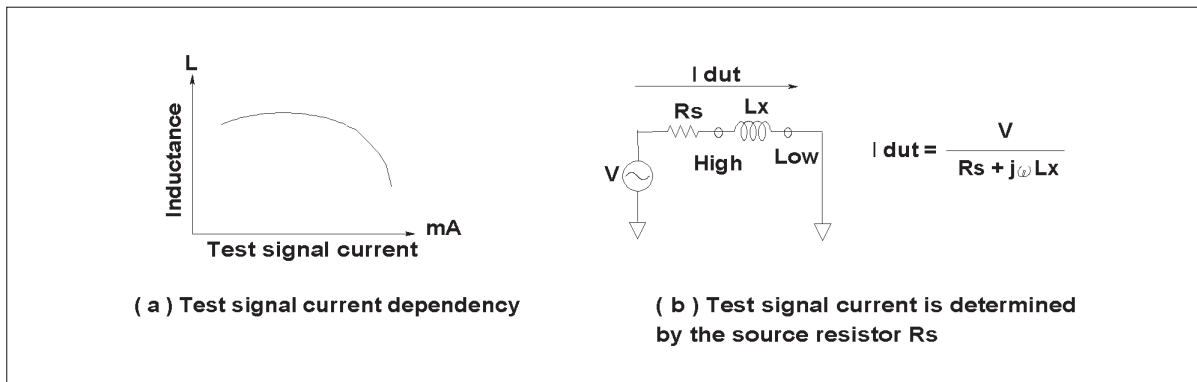 L
Inductance
mA
Test signal current
( a ) Test signal current dependency
I dut
Rs
Lx
High
Low
V
I dut = V
Rs + jωLx
( b ) Test signal current is determined
by the source resistor Rs